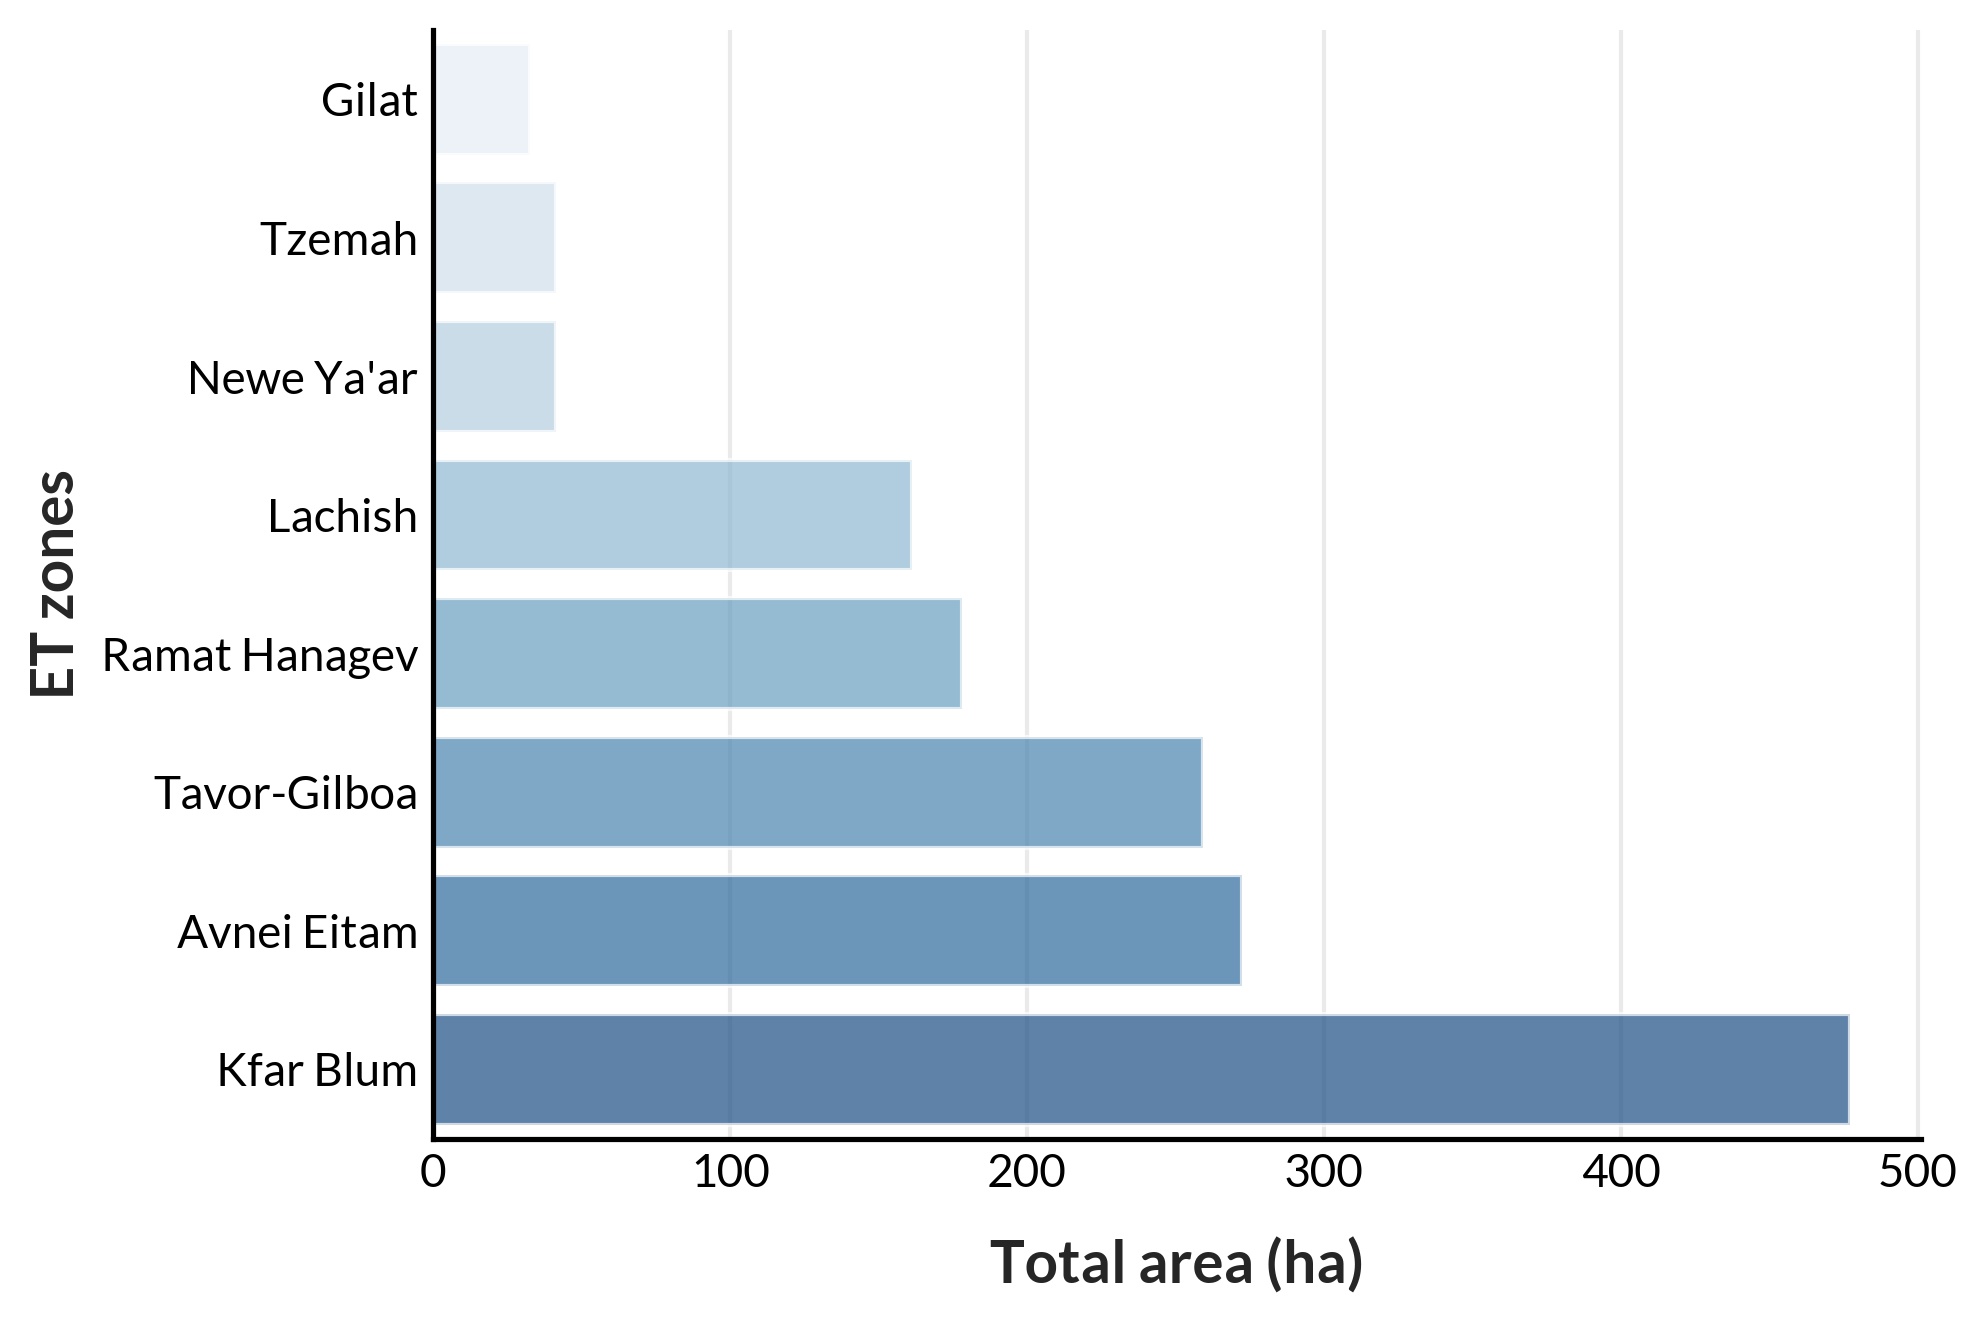 Gilat
Tzemah
Newe Ya'ar
Lachish
Ramat Hanagev
Tavor-Gilboa
Avnei Eitam
Kfar Blum
ET zones
0 100 200 300 400 500
Total area (ha)